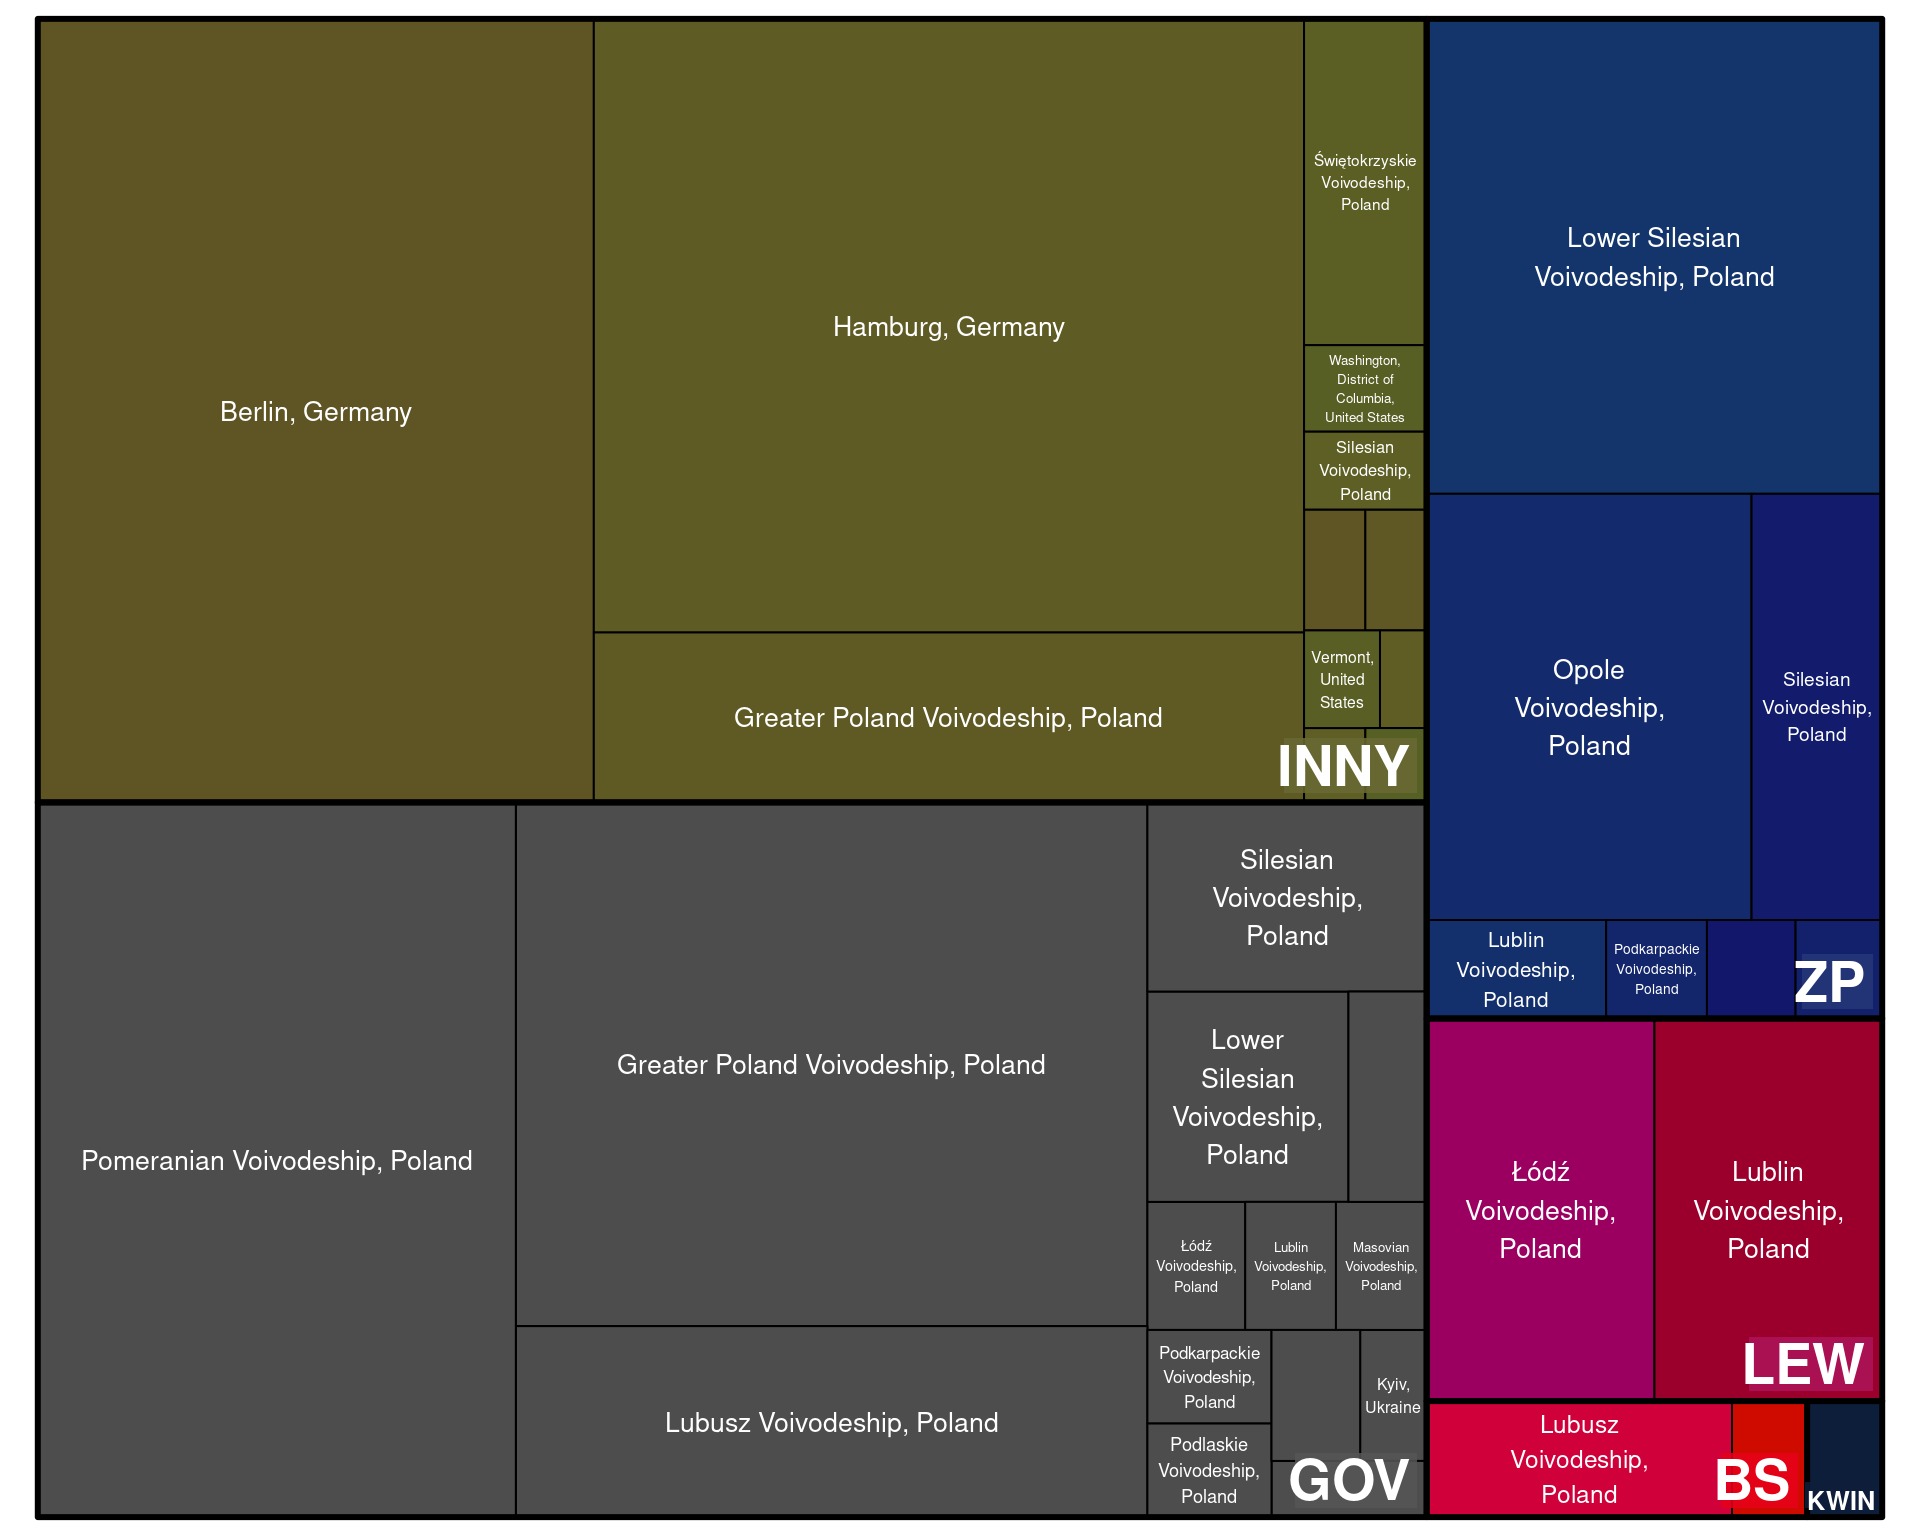 Berlin, Germany
Hamburg, Germany
Greater Poland Voivodeship, Poland
Świętokrzyskie
Voivodeship,
Poland
Washington,
District of
Columbia,
United States
Silesian
Voivodeship,
Poland
Vermont,
United
States
INNY
Lower Silesian
Voivodeship, Poland
Opole
Voivodeship,
Poland
Silesian
Voivodeship,
Poland
Lublin
Voivodeship,
Poland
Podkarpackie
Voivodeship,
Poland
ZP
Pomeranian Voivodeship, Poland
Greater Poland Voivodeship, Poland
Lubusz Voivodeship, Poland
Silesian
Voivodeship,
Poland
Lower
Silesian
Voivodeship,
Poland
Łódź
Voivodeship,
Poland
Lublin
Voivodeship,
Poland
Masovian
Voivodeship,
Poland
Podkarpackie
Voivodeship,
Poland
Kyiv,
Ukraine
Podlaskie
Voivodeship,
Poland
GOV
Łódź
Voivodeship,
Poland
Lublin
Voivodeship,
Poland
LEW
Lubusz
Voivodeship,
Poland
BS
KWIN